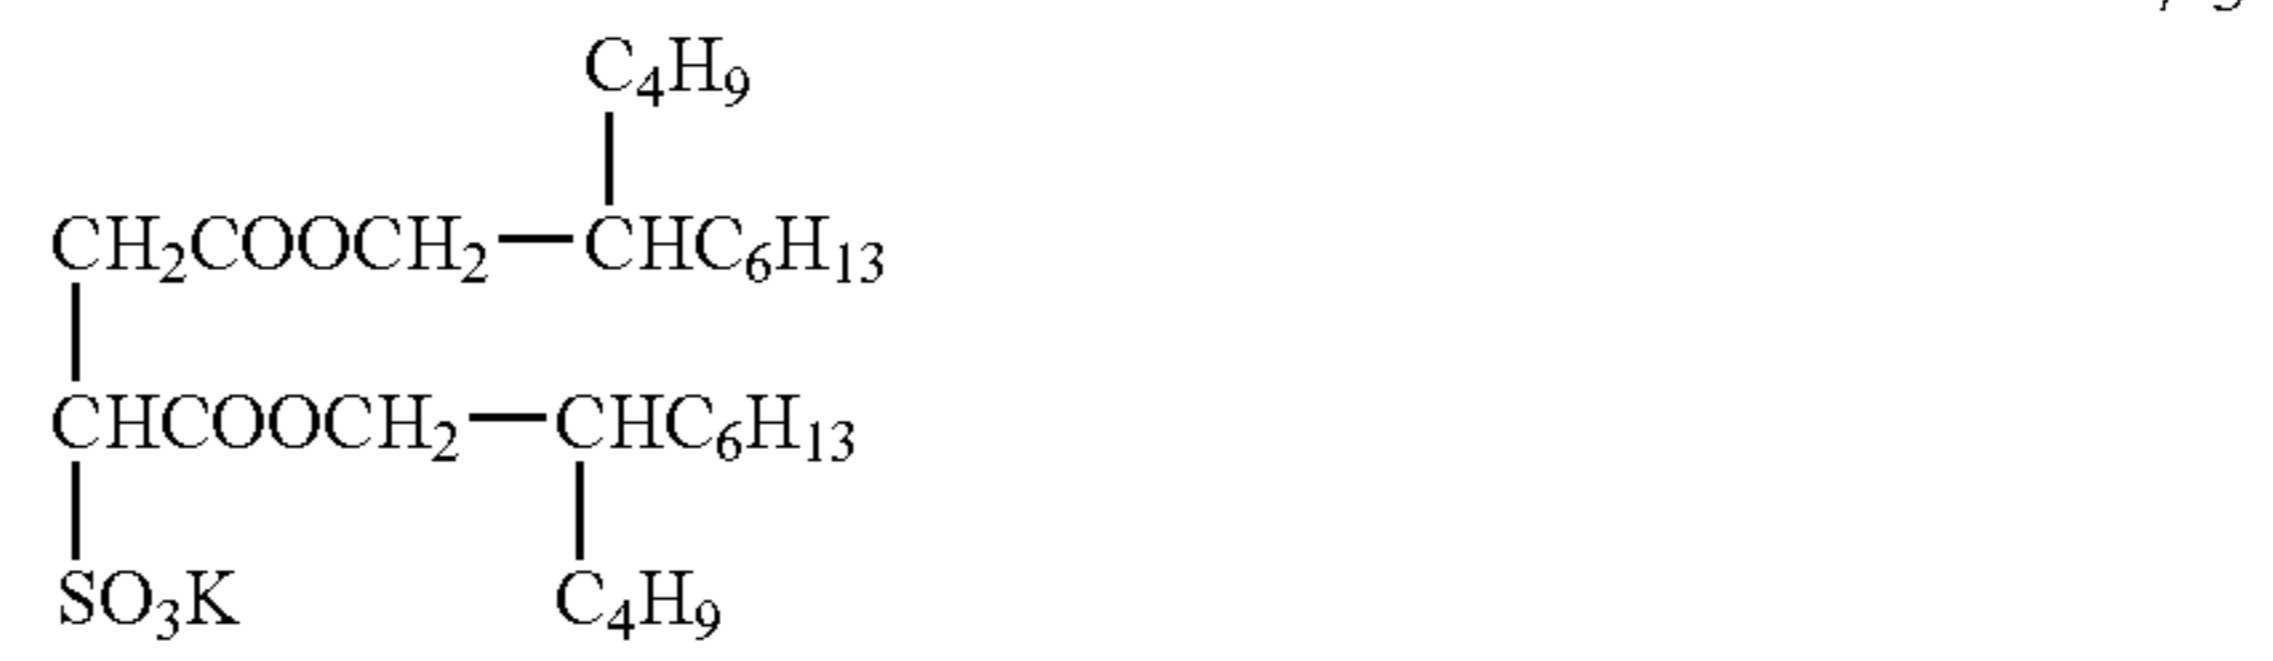 C₄H₉
CH₂COOCH₂—CHC₆H₁₃
CHCOOCH₂—CHC₆H₁₃
SO₃K C₄H₉